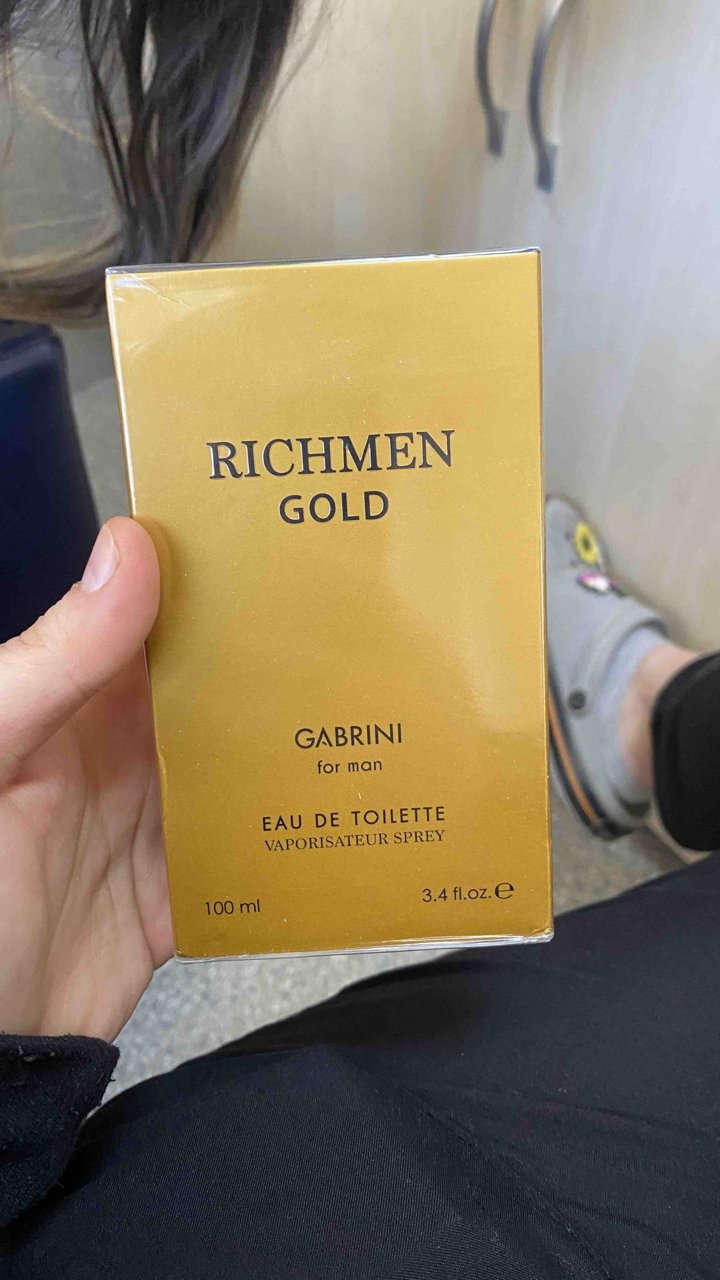 RICHMEN
GOLD
GABRINI
for man
EAU DE TOILETTE
VAPORISATEUR SPREY
100 ml
3.4 fl.oz. ℮